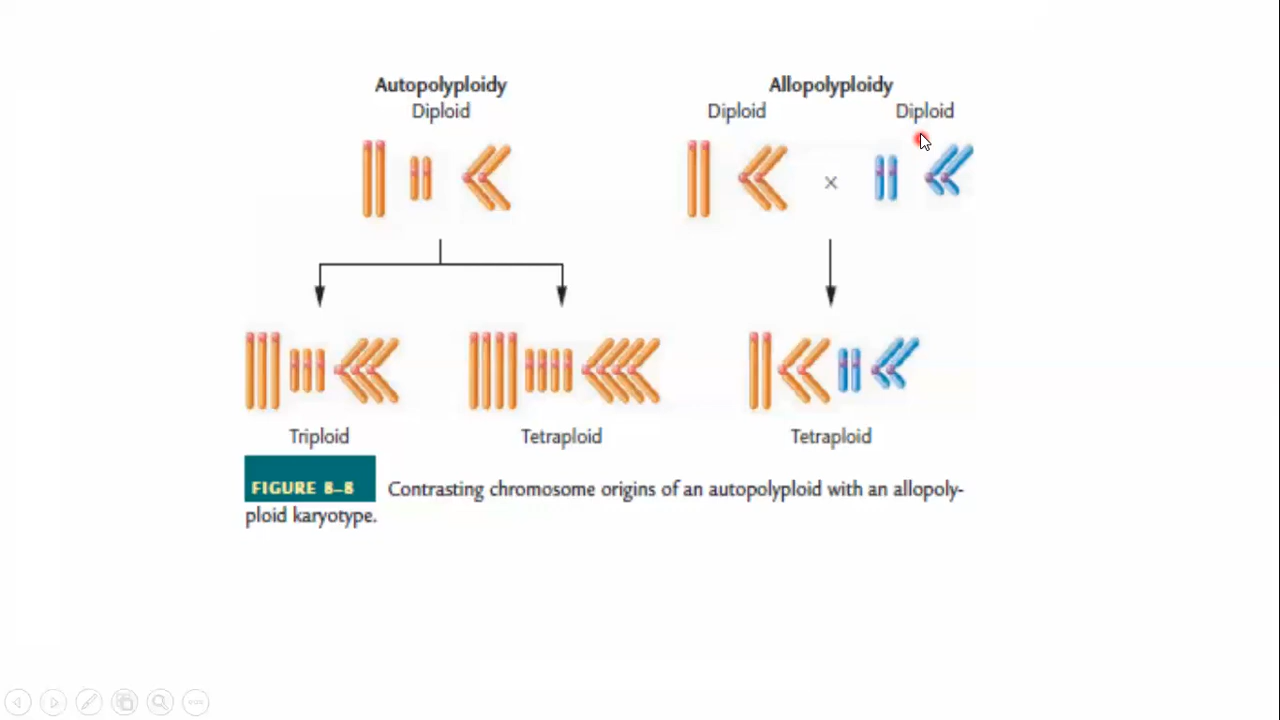 Autopolyploidy
Diploid
Allopolyploidy
Diploid Diploid
×
Triploid
Tetraploid
Tetraploid
FIGURE 8–8 Contrasting chromosome origins of an autopolyploid with an allopoly-
ploid karyotype.